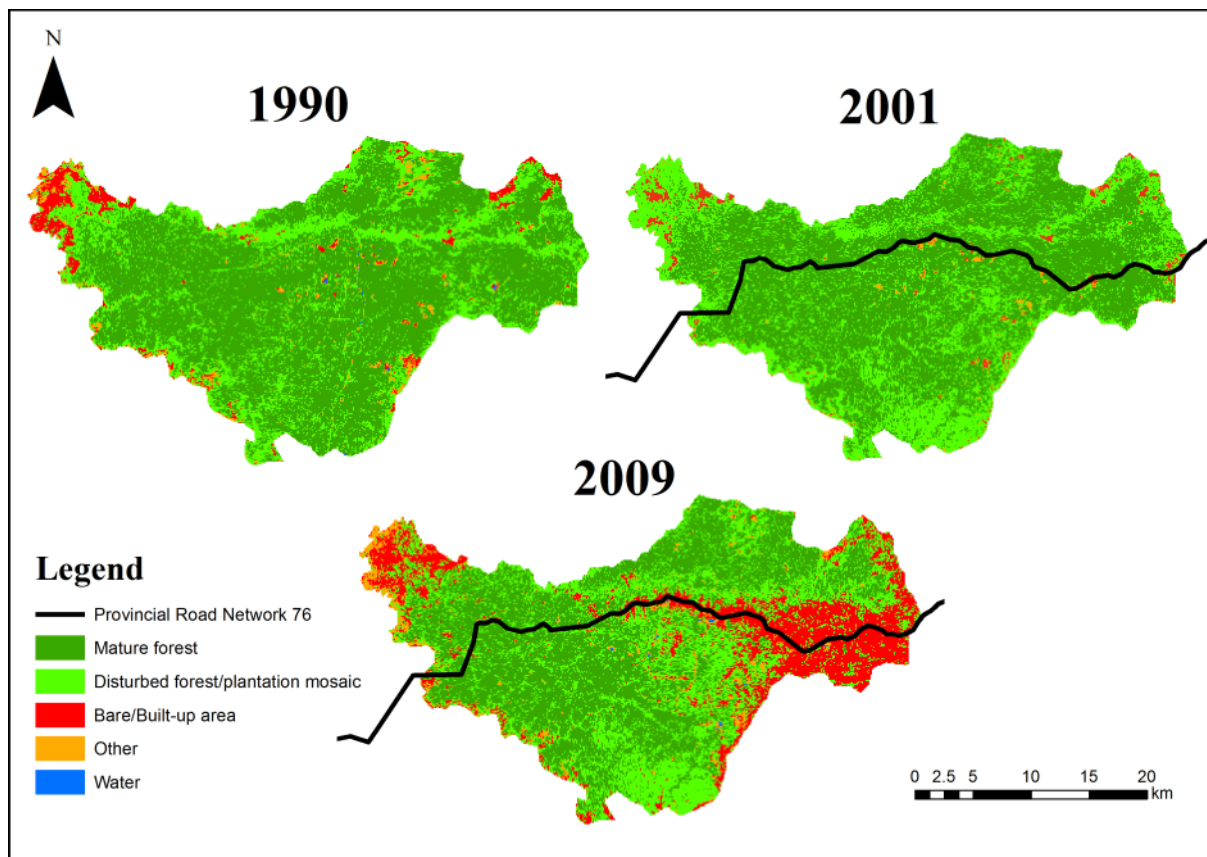 N
1990
2001
2009
Legend
Provincial Road Network 76
Mature forest
Disturbed forest/plantation mosaic
Bare/Built-up area
Other
Water
0 2.5 5 10 15 20
km